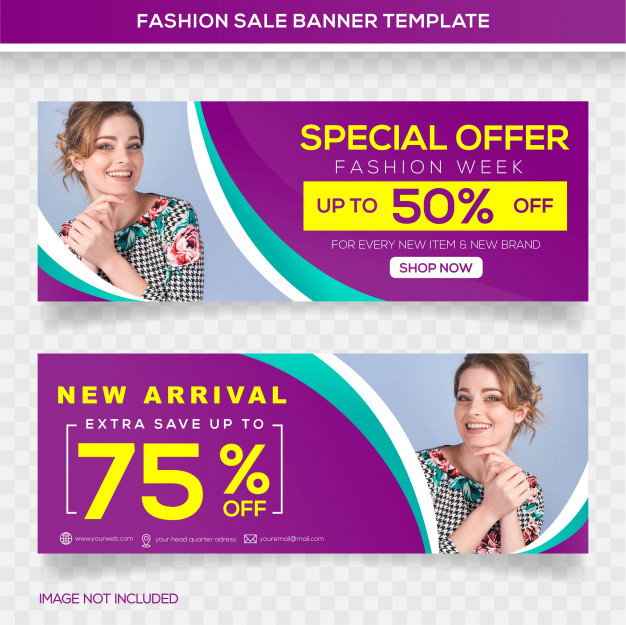 FASHION SALE BANNER TEMPLATE
SPECIAL OFFER
FASHION WEEK
UP TO 50% OFF
FOR EVERY NEW ITEM & NEW BRAND
SHOP NOW
NEW ARRIVAL
EXTRA SAVE UP TO
75% OFF
www.yourweb.com your head quarter adress youremail@mail.com
IMAGE NOT INCLUDED